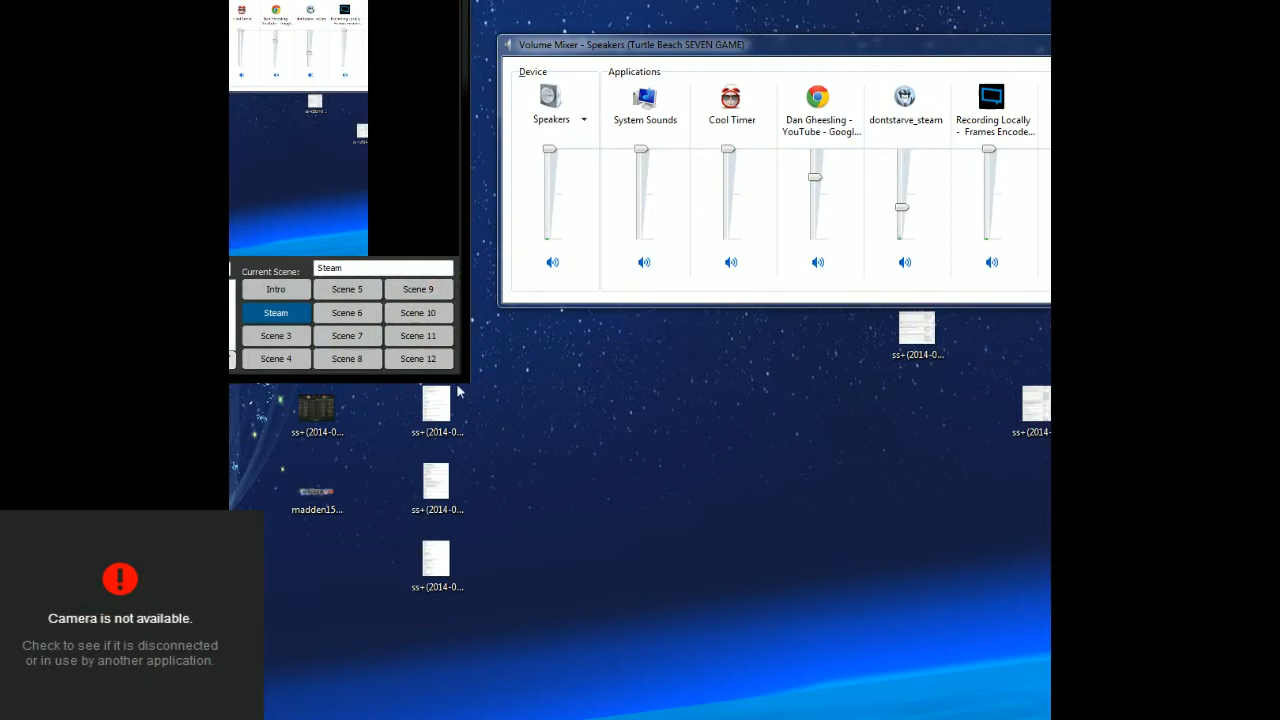 Cool Timer
Volume Mixer - Speakers (Turtle Beach SEVEN GAME)
Device
Applications
Speakers
System Sounds
Cool Timer
Dan Gheesling -
YouTube - Googl...
dontstarve_steam
Recording Locally
- Frames Encode...
Current Scene:
Steam
Intro
Scene 5
Scene 9
Steam
Scene 6
Scene 10
Scene 3
Scene 7
Scene 11
Scene 4
Scene 8
Scene 12
ss+(2014-0...
ss+(2014-0...
ss+(2014-0...
ss+(2014-
madden15...
ss+(2014-0...
ss+(2014-0...
Camera is not available.
Check to see if it is disconnected
or in use by another application.